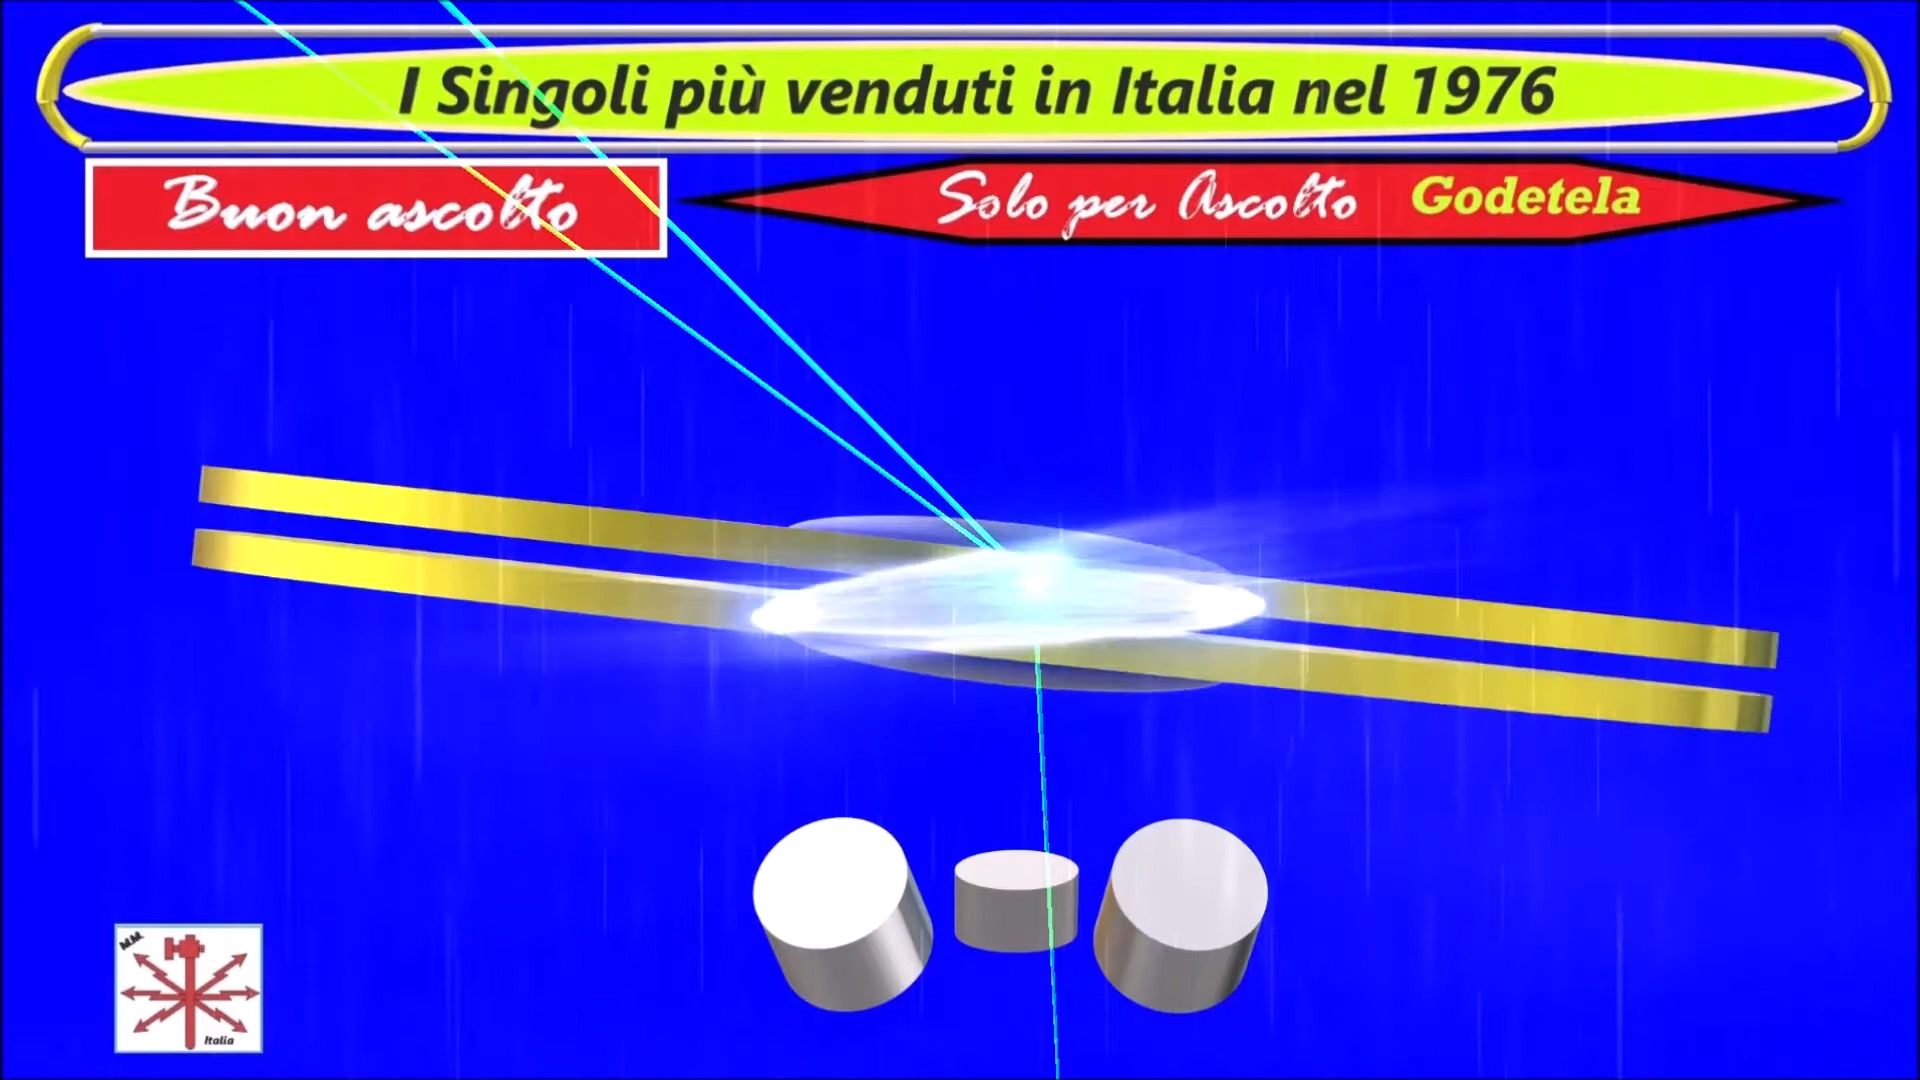 I Singoli più venduti in Italia nel 1976
Buon ascolto
Solo per Ascolto Godetela
M.M.
Italia